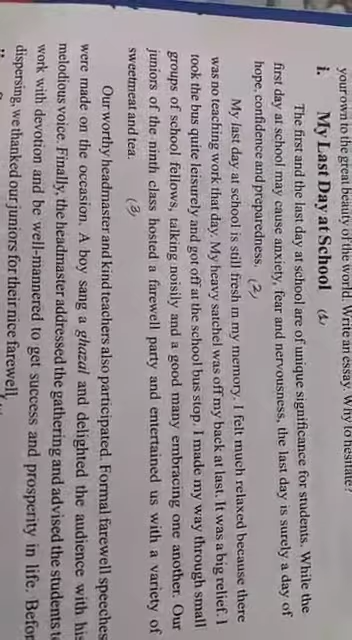 your own to the great beauty of the world. Write an essay. Why to hesitate?
i. My Last Day at School (1)
The first and the last day at school are of unique significance for students. While the
first day at school may cause anxiety, fear and nervousness, the last day is surely a day of
hope, confidence and preparedness. (2)
My last day at school is still fresh in my memory. I felt much relaxed because there
was no teaching work that day. My heavy satchel was off my back at last. It was a big relief. I
took the bus quite leisurely and got off at the school bus stop. I made my way through small
groups of school fellows, talking noisily and a good many embracing one another. Our
juniors of the ninth class hosted a farewell party and entertained us with a variety of
sweetmeat and tea. (3)
Our worthy headmaster and kind teachers also participated. Formal farewell speeches
were made on the occasion. A boy sang a ghazal and delighted the audience with his
melodious voice. Finally, the headmaster addressed the gathering and advised the students t
work with devotion and be well-mannered to get success and prosperity in life. Befor
dispersing, we thanked our juniors for their nice farewell.